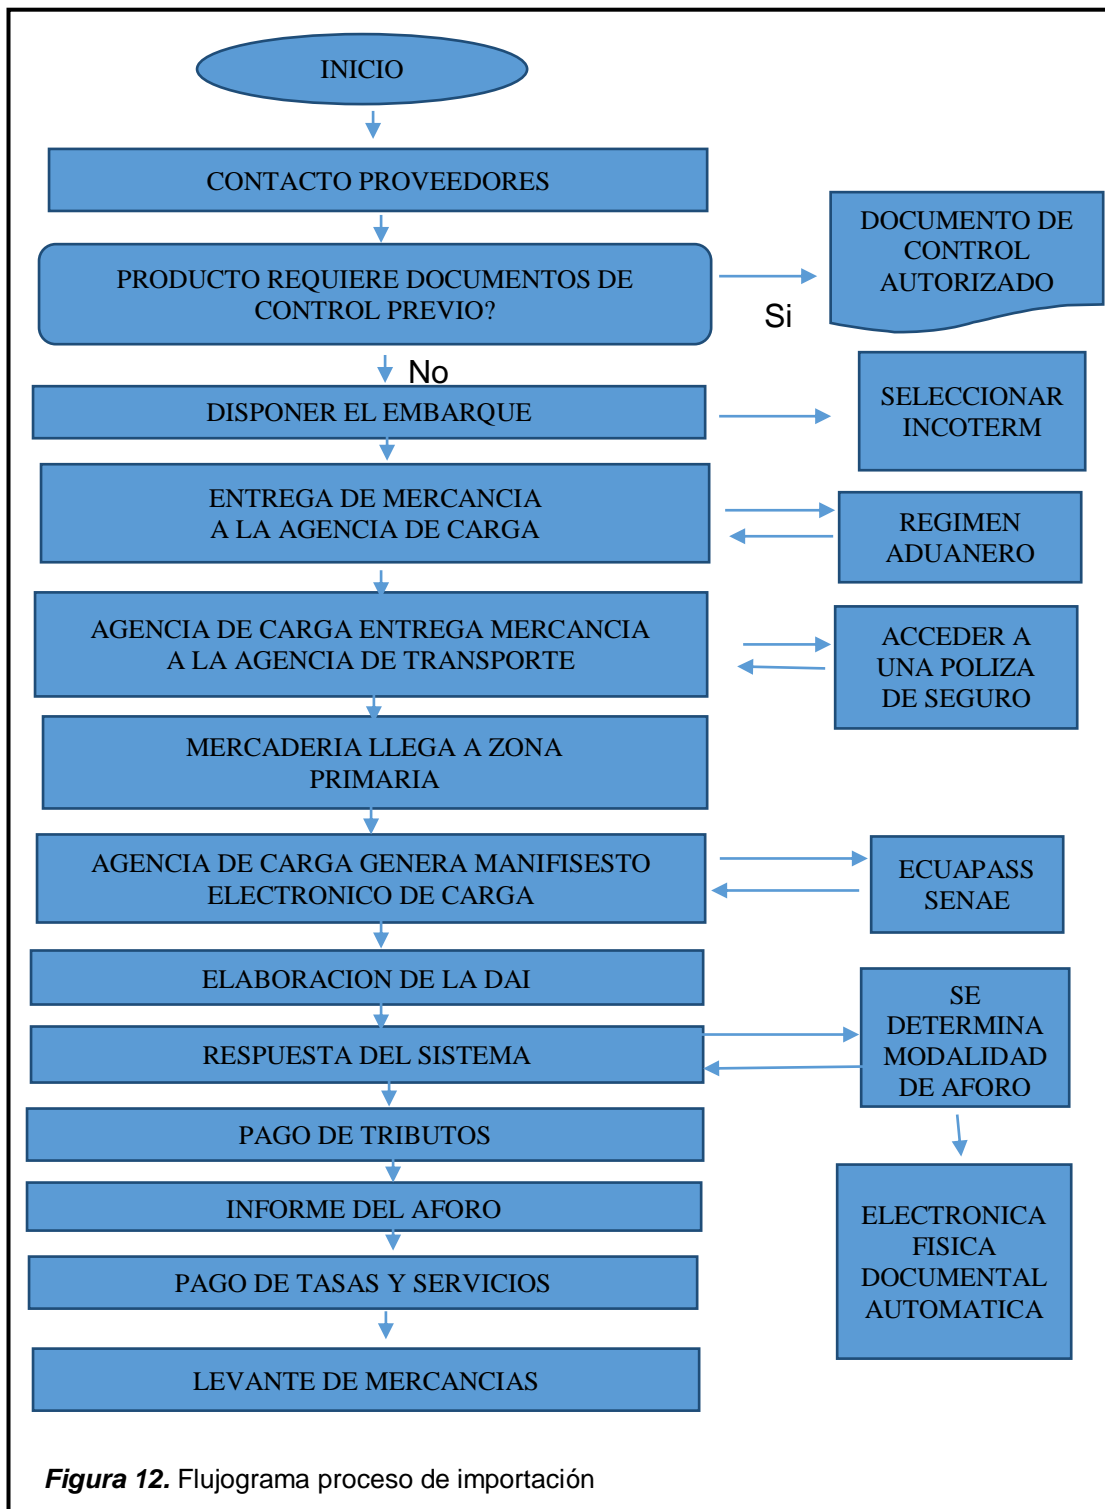 INICIO
CONTACTO PROVEEDORES
PRODUCTO REQUIERE DOCUMENTOS DE
CONTROL PREVIO?
Si
DOCUMENTO DE
CONTROL
AUTORIZADO
No
DISPONER EL EMBARQUE
SELECCIONAR
INCOTERM
ENTREGA DE MERCANCIA
A LA AGENCIA DE CARGA
REGIMEN
ADUANERO
AGENCIA DE CARGA ENTREGA MERCANCIA
A LA AGENCIA DE TRANSPORTE
ACCEDER A
UNA POLIZA
DE SEGURO
MERCADERIA LLEGA A ZONA
PRIMARIA
AGENCIA DE CARGA GENERA MANIFISESTO
ELECTRONICO DE CARGA
ECUAPASS
SENAE
ELABORACION DE LA DAI
RESPUESTA DEL SISTEMA
SE
DETERMINA
MODALIDAD
DE AFORO
PAGO DE TRIBUTOS
INFORME DEL AFORO
PAGO DE TASAS Y SERVICIOS
ELECTRONICA
FISICA
DOCUMENTAL
AUTOMATICA
LEVANTE DE MERCANCIAS
Figura 12. Flujograma proceso de importación